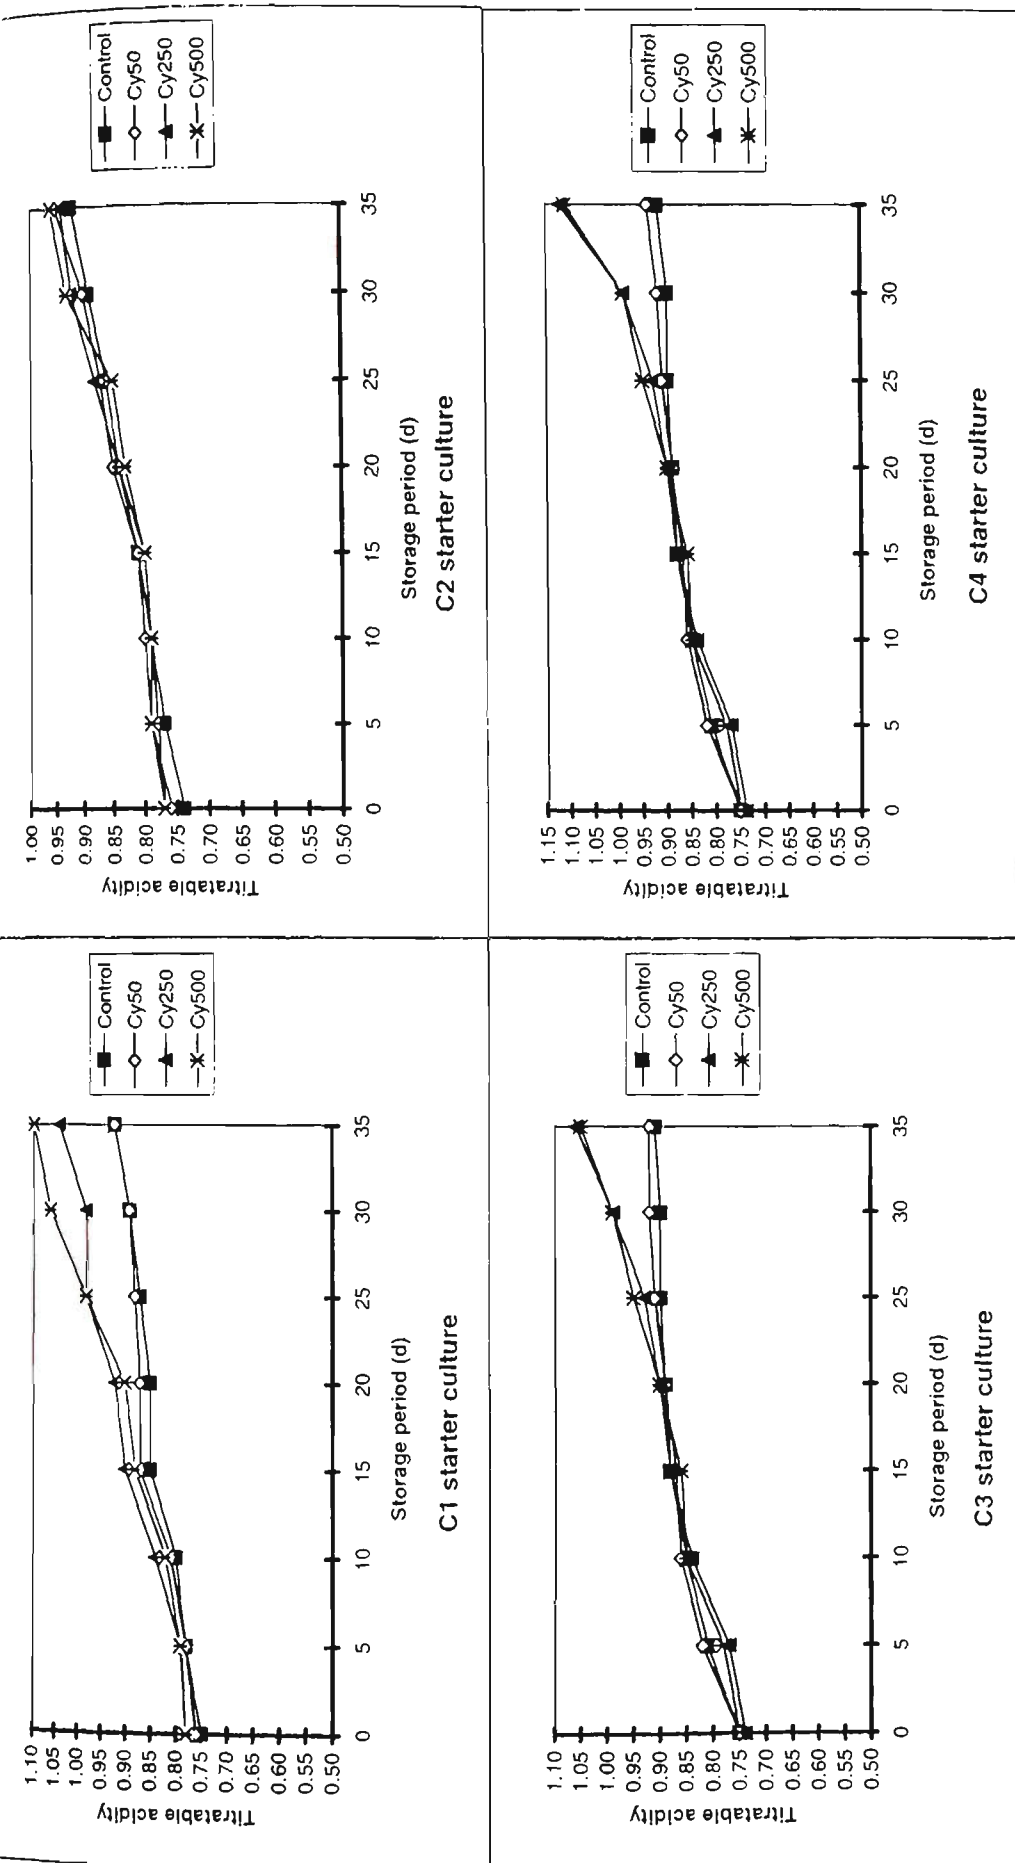 Titratable acidity
1.10
1.05
1.00
0.95
0.90
0.85
0.80
0.75
0.70
0.65
0.60
0.55
0.50
0 5 10 15 20 25 30 35
Storage period (d)
C1 starter culture
Control
Cy50
Cy250
Cy500
Titratable acidity
1.00
0.95
0.90
0.85
0.80
0.75
0.70
0.65
0.60
0.55
0.50
0 5 10 15 20 25 30 35
Storage period (d)
C2 starter culture
Control
Cy50
Cy250
Cy500
Titratable acidity
1.10
1.05
1.00
0.95
0.90
0.85
0.80
0.75
0.70
0.65
0.60
0.55
0.50
0 5 10 15 20 25 30 35
Storage period (d)
C3 starter culture
Control
Cy50
Cy250
Cy500
Titratable acidity
1.15
1.10
1.05
1.00
0.95
0.90
0.85
0.80
0.75
0.70
0.65
0.60
0.55
0.50
0 5 10 15 20 25 30 35
Storage period (d)
C4 starter culture
Control
Cy50
Cy250
Cy500